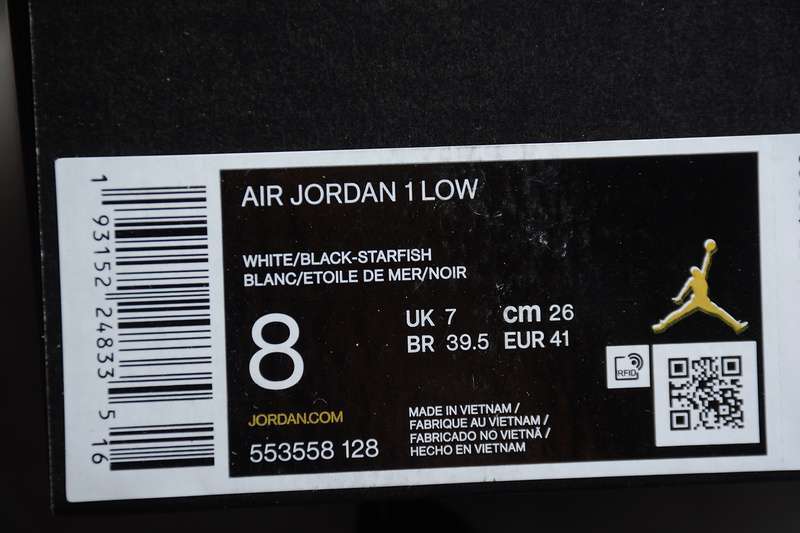 AIR JORDAN 1 LOW
WHITE/BLACK-STARFISH
BLANC/ETOILE DE MER/NOIR
8
UK 7 cm 26
BR 39.5 EUR 41
RFID
JORDAN.COM
553558 128
MADE IN VIETNAM /
FABRIQUE AU VIETNAM /
FABRICADO NO VIETNÃ /
HECHO EN VIETNAM
1 93152 24833 5 16